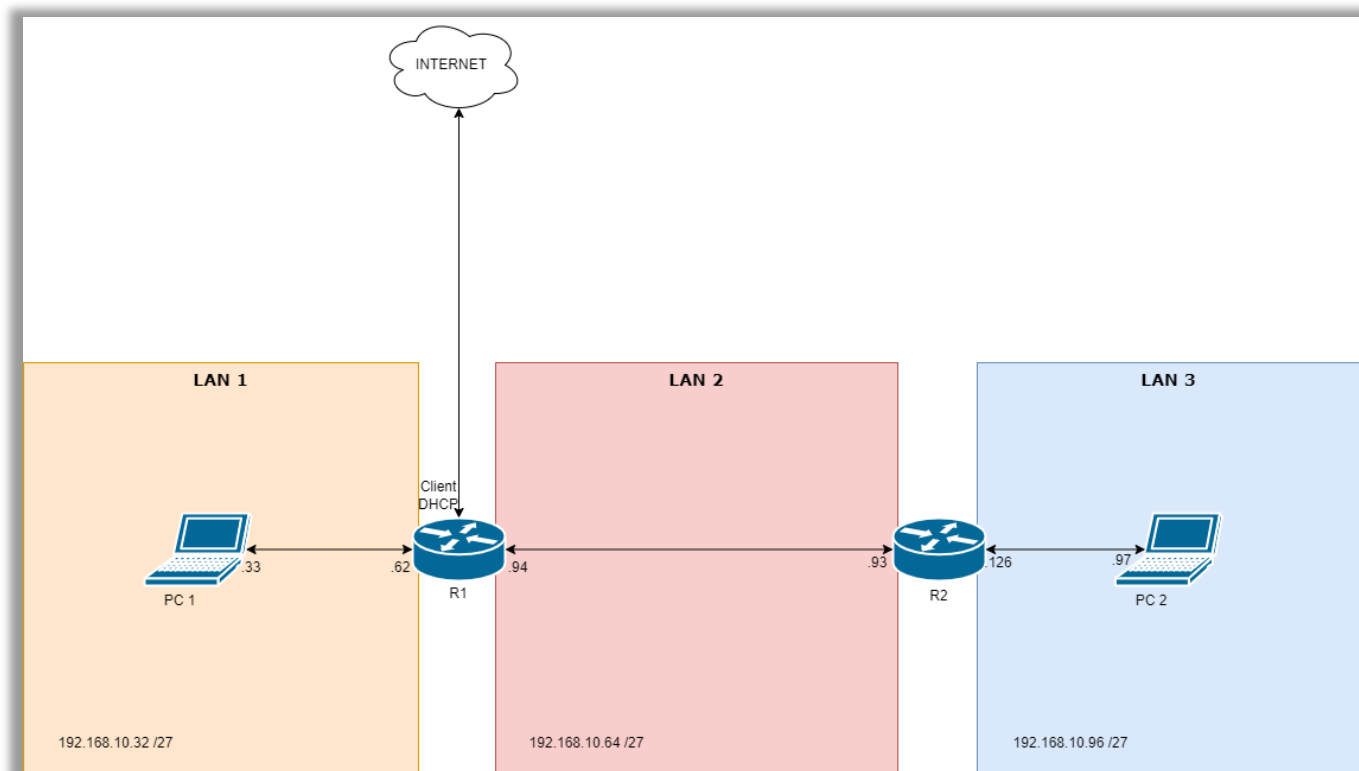 INTERNET
LAN 1
LAN 2
LAN 3
Client
DHCP
.33
.62
.94
.93
.126
.97
PC 1
R1
R2
PC 2
192.168.10.32 /27
192.168.10.64 /27
192.168.10.96 /27